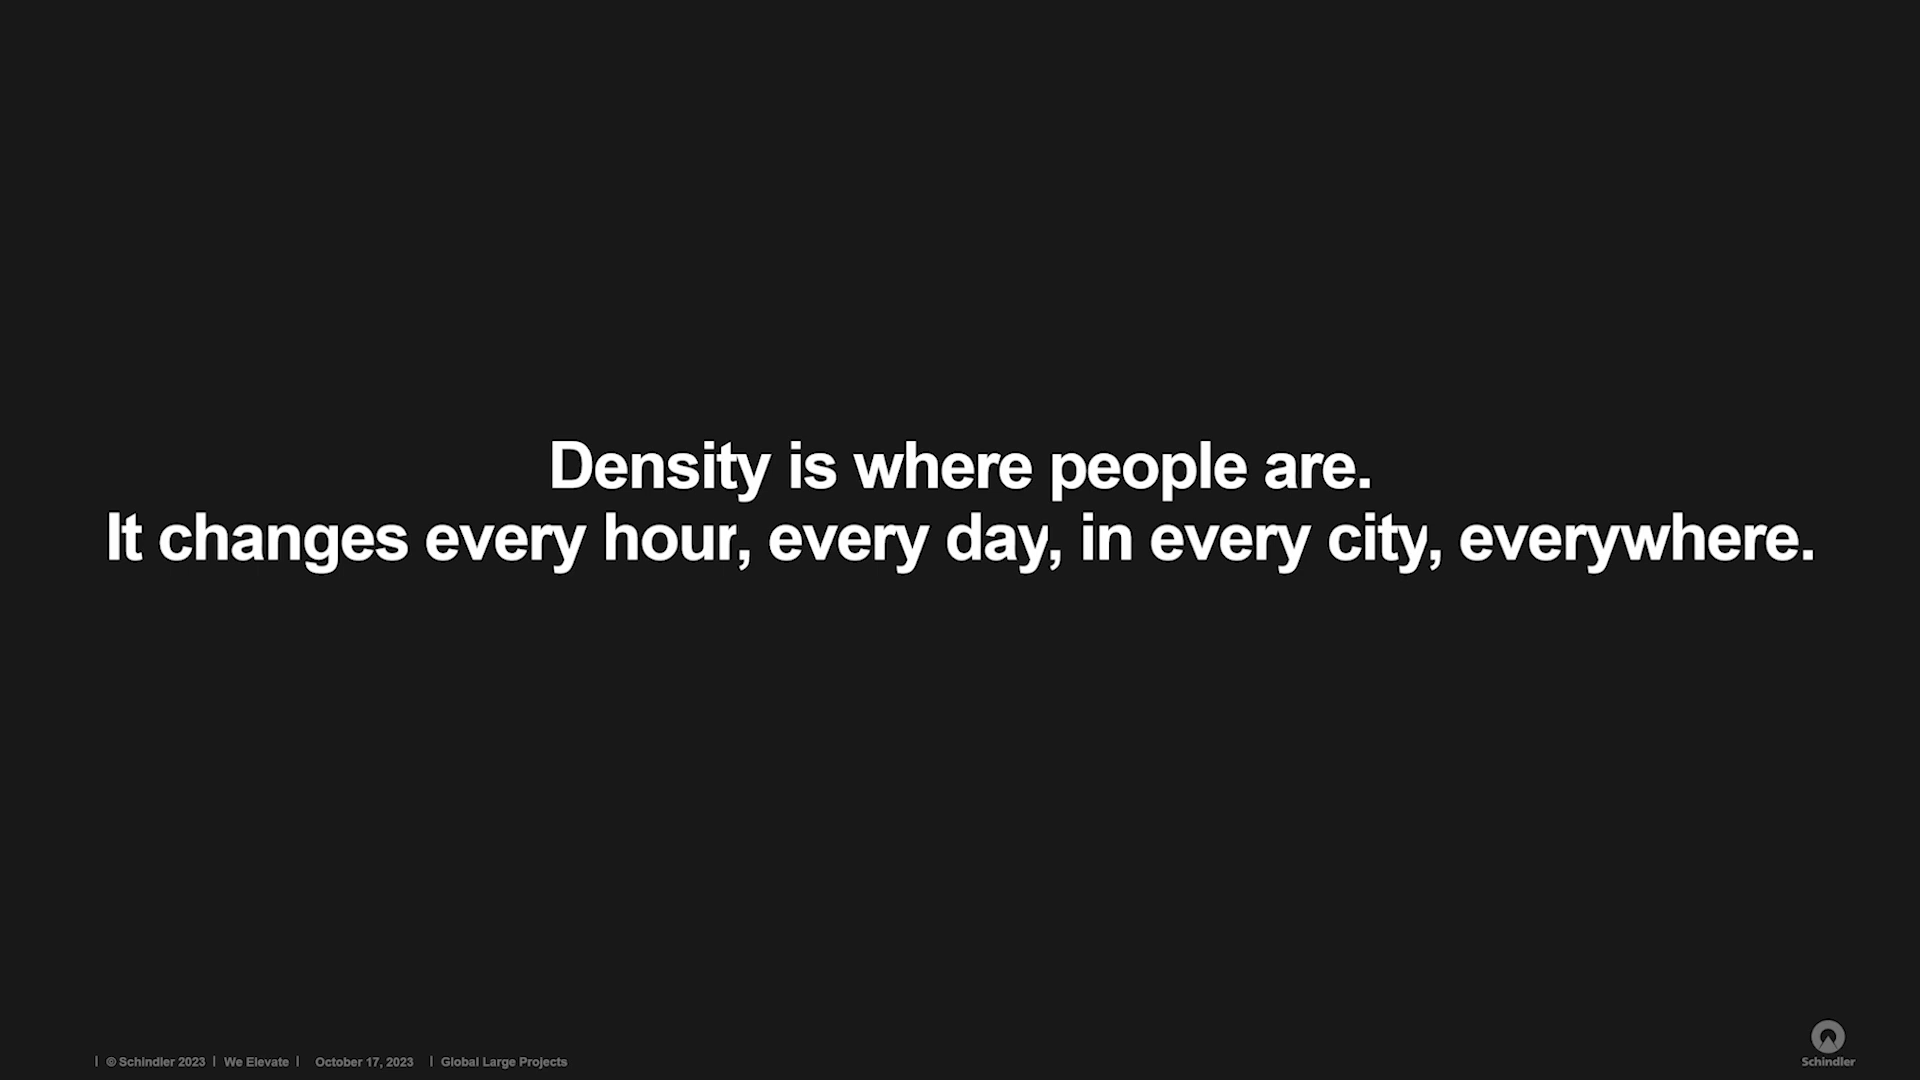 Density is where people are.
It changes every hour, every day, in every city, everywhere.
| © Schindler 2023 | We Elevate | October 17, 2023 | Global Large Projects
Schindler